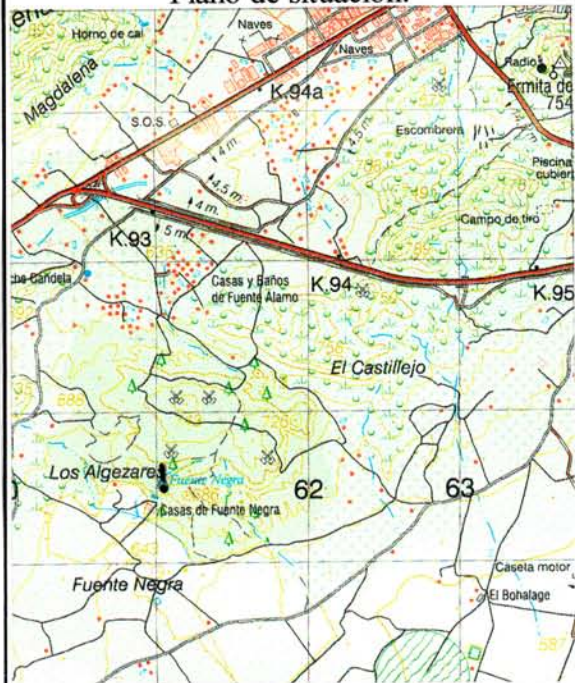 Plano de situación.
Horno de cal
Naves
Magdalena
Naves
Radio
K.94a
Ermita de
754
S.O.S.
4 m.
4,5 m.
Escombrera
Piscina
cubier
4,5 m.
4 m.
5 m.
Campo de tiro
K.93
Casas y Baños
de Fuente Álamo
K.94
K.95
El Castillejo
Los Algezares
Fuente Negra
62
63
Casas de Fuente Negra
Caseta motor
Fuente Negra
El Bohalage
587